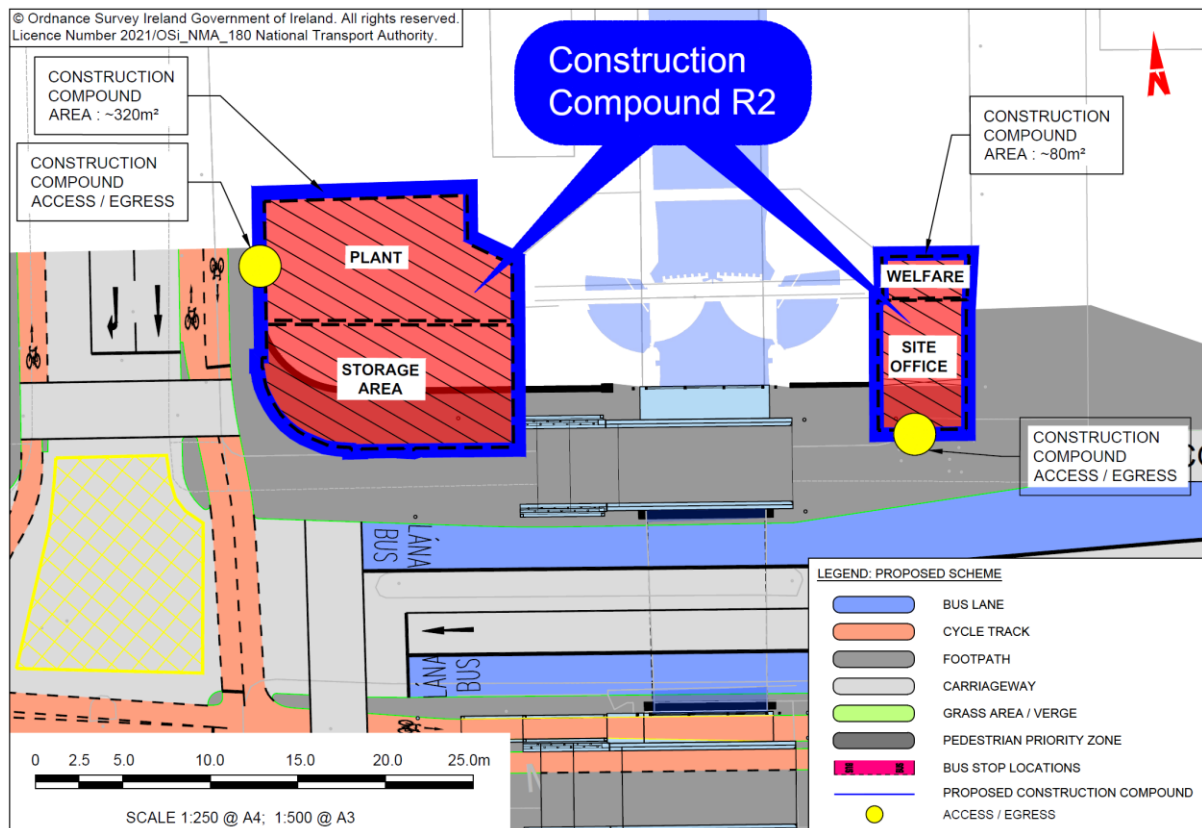 © Ordnance Survey Ireland Government of Ireland. All rights reserved.
Licence Number 2021/OSi_NMA_180 National Transport Authority.
CONSTRUCTION
COMPOUND
AREA : ~320m²
CONSTRUCTION
COMPOUND
ACCESS / EGRESS
Construction
Compound R2
N
CONSTRUCTION
COMPOUND
AREA : ~80m²
PLANT
STORAGE
AREA
WELFARE
SITE
OFFICE
CONSTRUCTION
COMPOUND
ACCESS / EGRESS
LÁNA
BUS
LÁNA
BUS
LEGEND: PROPOSED SCHEME
BUS LANE
CYCLE TRACK
FOOTPATH
CARRIAGEWAY
GRASS AREA / VERGE
PEDESTRIAN PRIORITY ZONE
BUS STOP LOCATIONS
PROPOSED CONSTRUCTION COMPOUND
ACCESS / EGRESS
0 2.5 5.0 10.0 15.0 20.0 25.0m
SCALE 1:250 @ A4; 1:500 @ A3